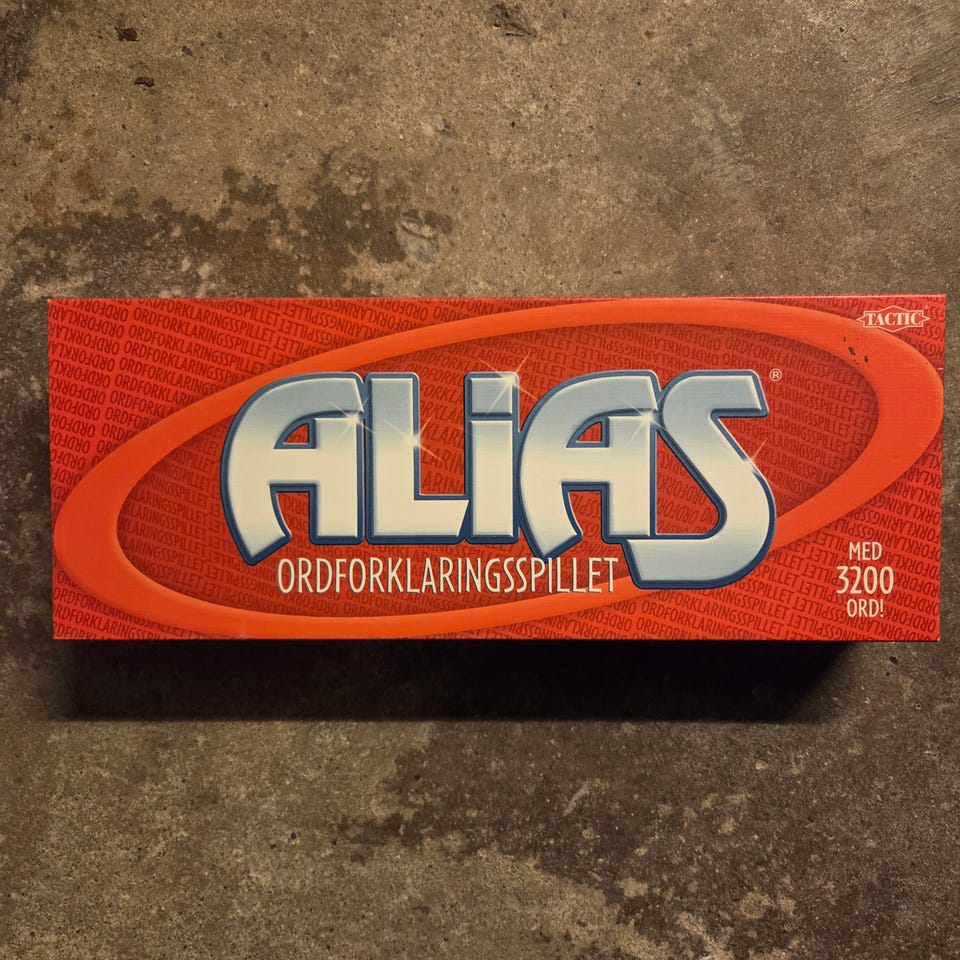 TACTIC
ALiAS®
ORDFORKLARINGSSPILLET
MED
3200
ORD!